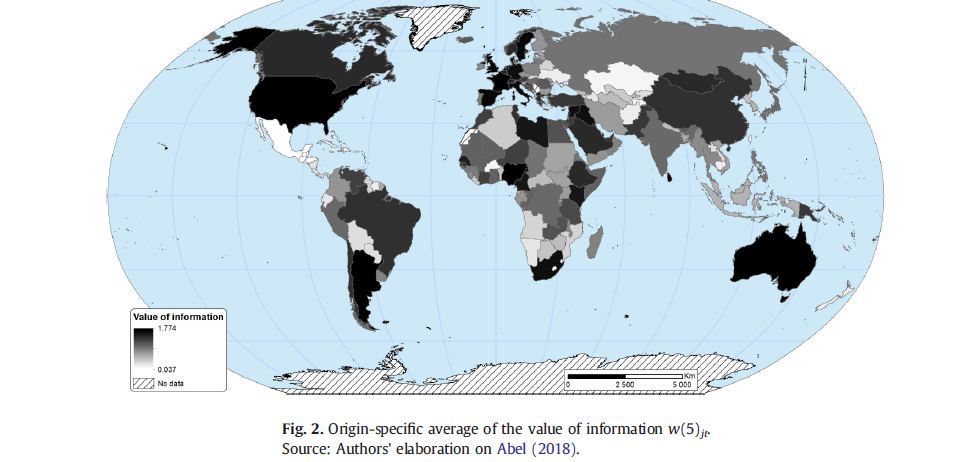 N
Value of information
1.774
0.037
No data
Km
0 2 500 5 000
Fig. 2. Origin-specific average of the value of information w(5)jt.
Source: Authors' elaboration on Abel (2018).